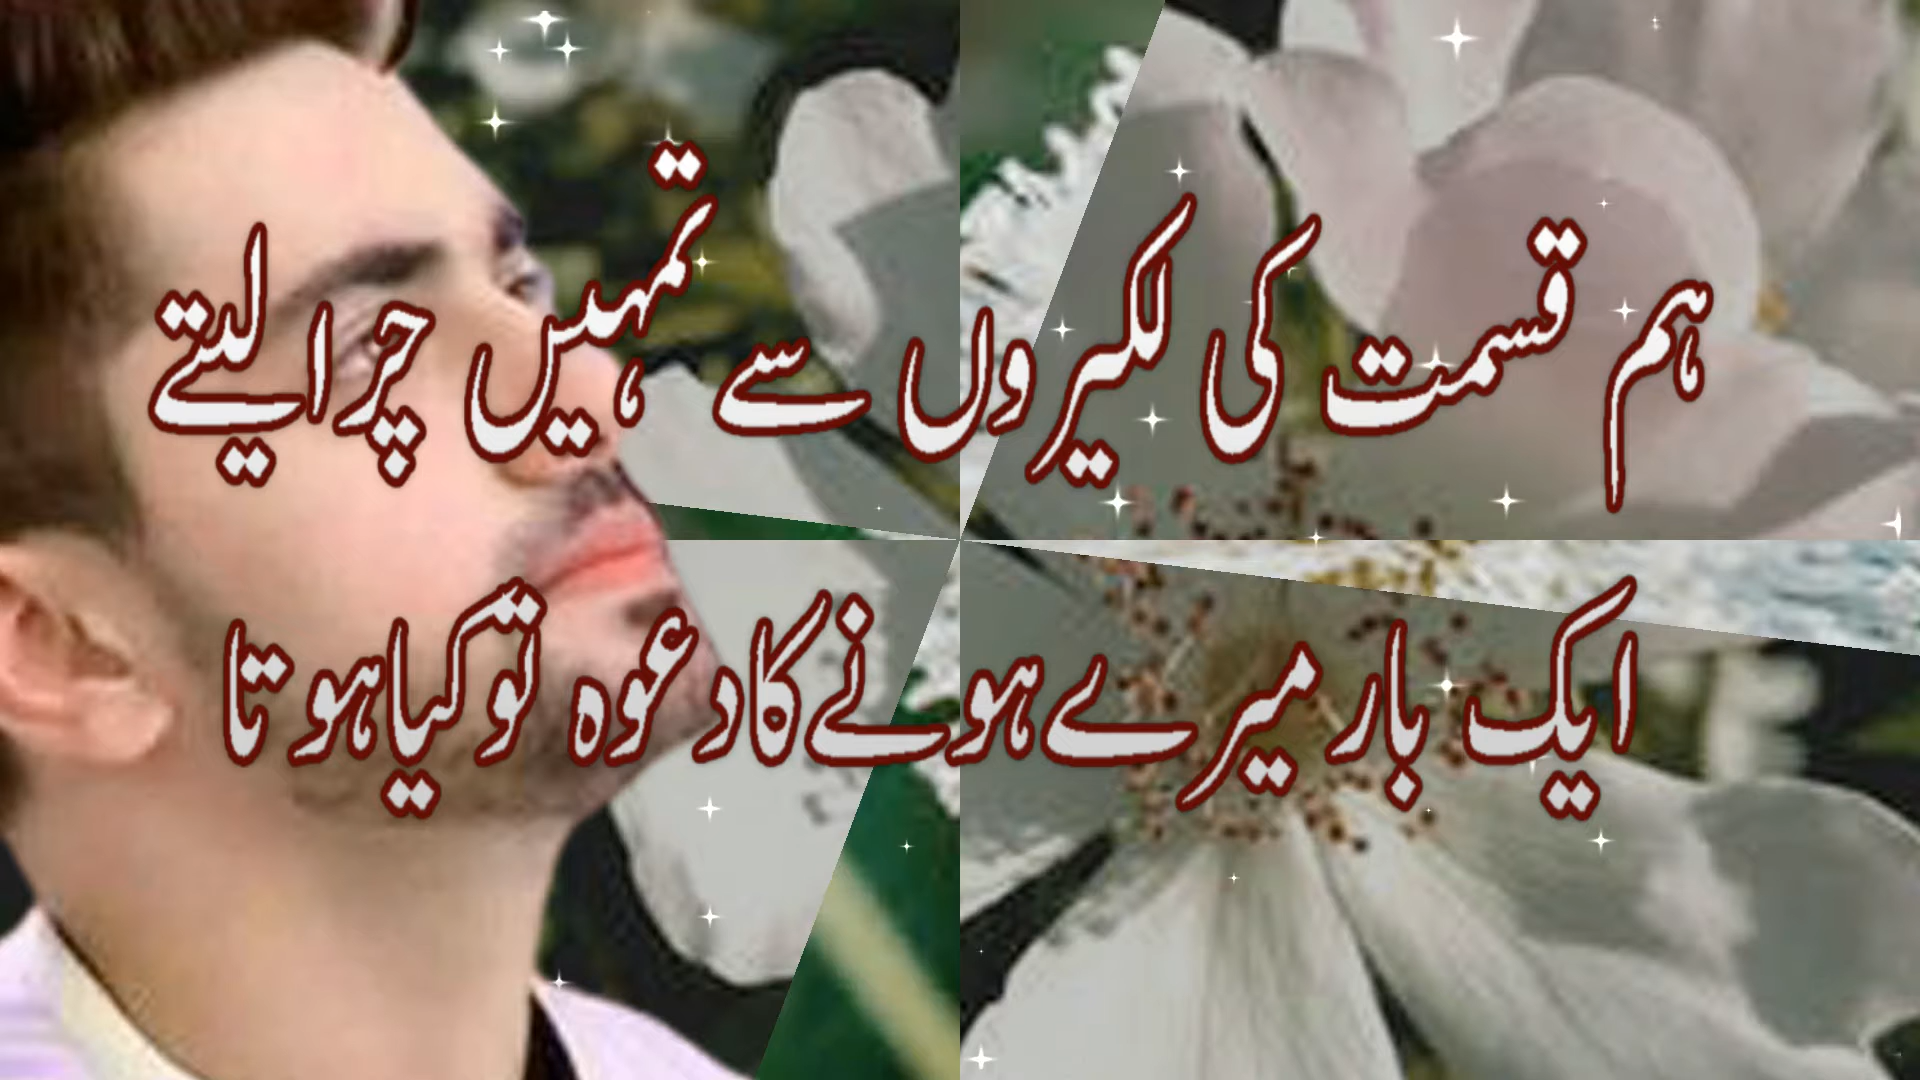 ہم قسمت کی لکیروں سے تمہیں چرا لیتے
ایک بار میرے ہونے کا دعوہ تو کیا ہوتا